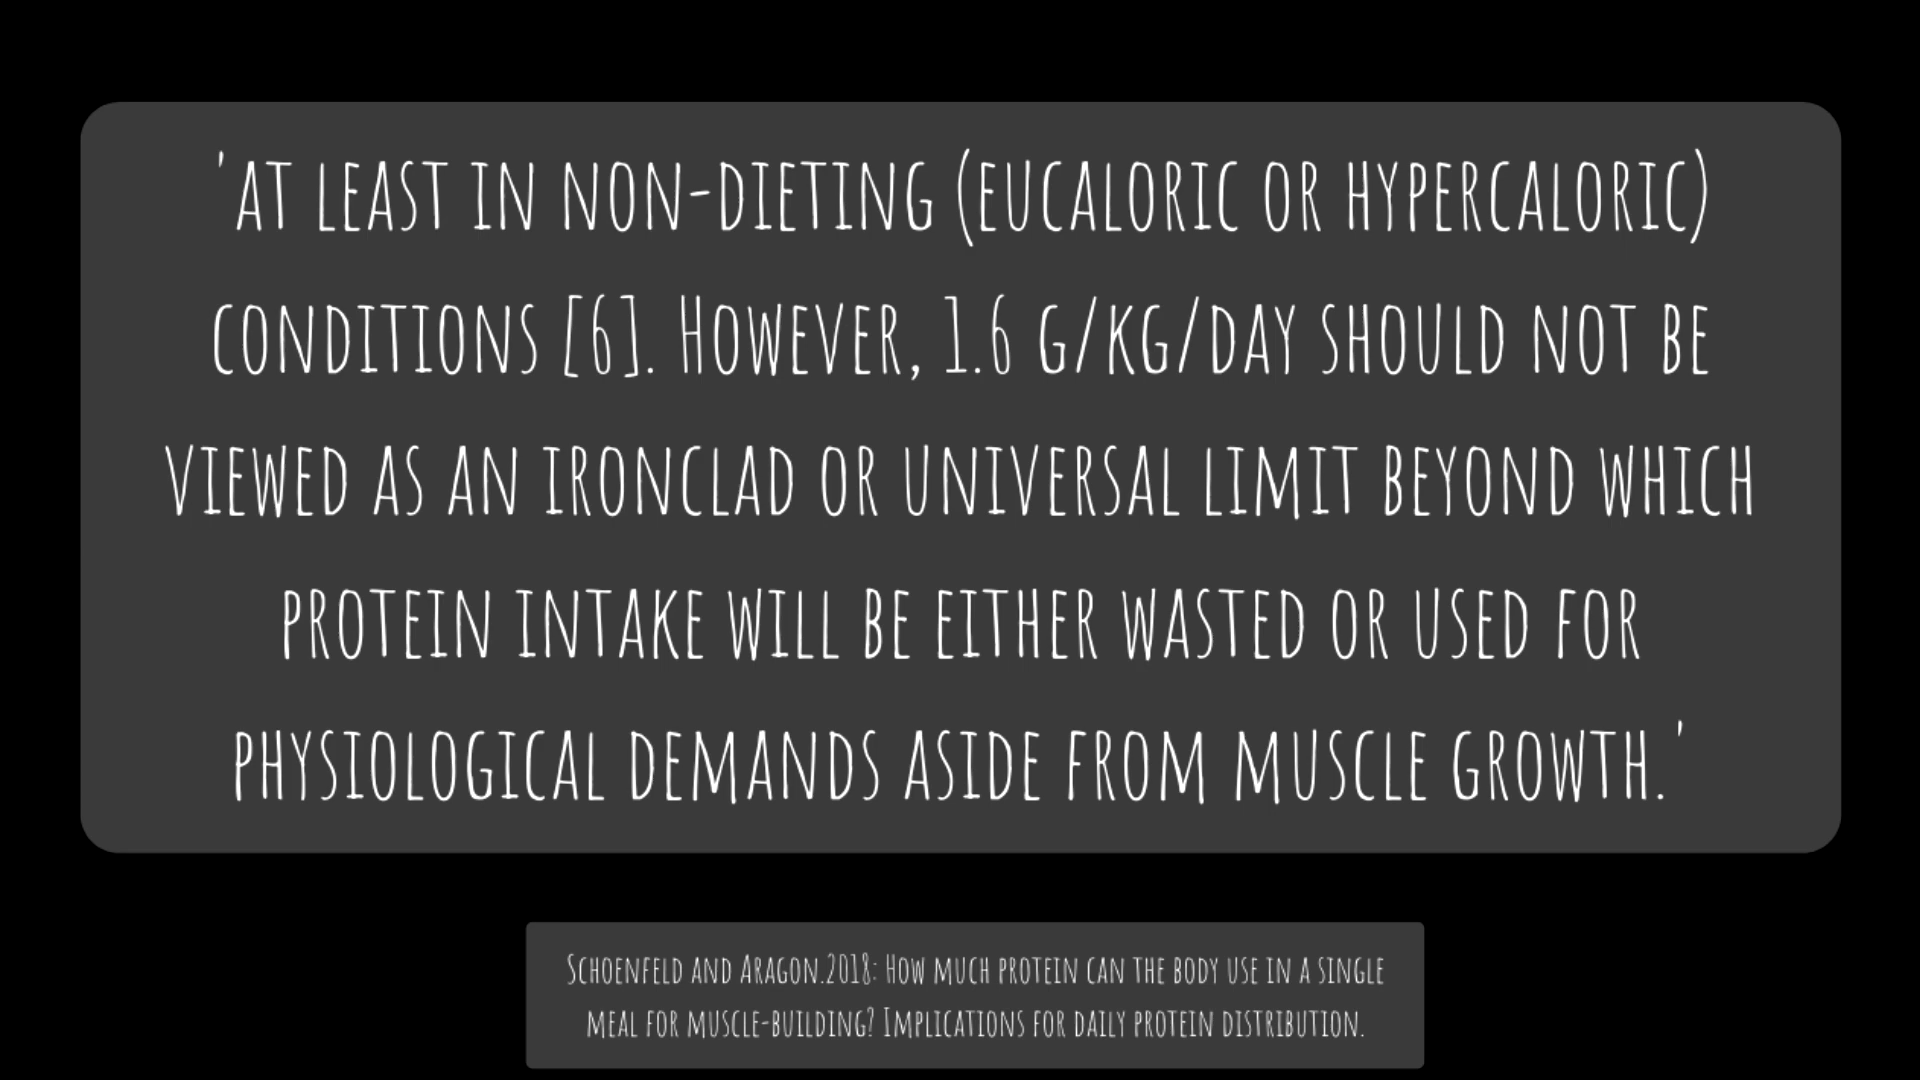 'at least in non-dieting (eucaloric or hypercaloric)
conditions [6]. However, 1.6 g/kg/day should not be
viewed as an ironclad or universal limit beyond which
protein intake will be either wasted or used for
physiological demands aside from muscle growth.'
Schoenfeld and Aragon.2018: How much protein can the body use in a single
meal for muscle-building? Implications for daily protein distribution.